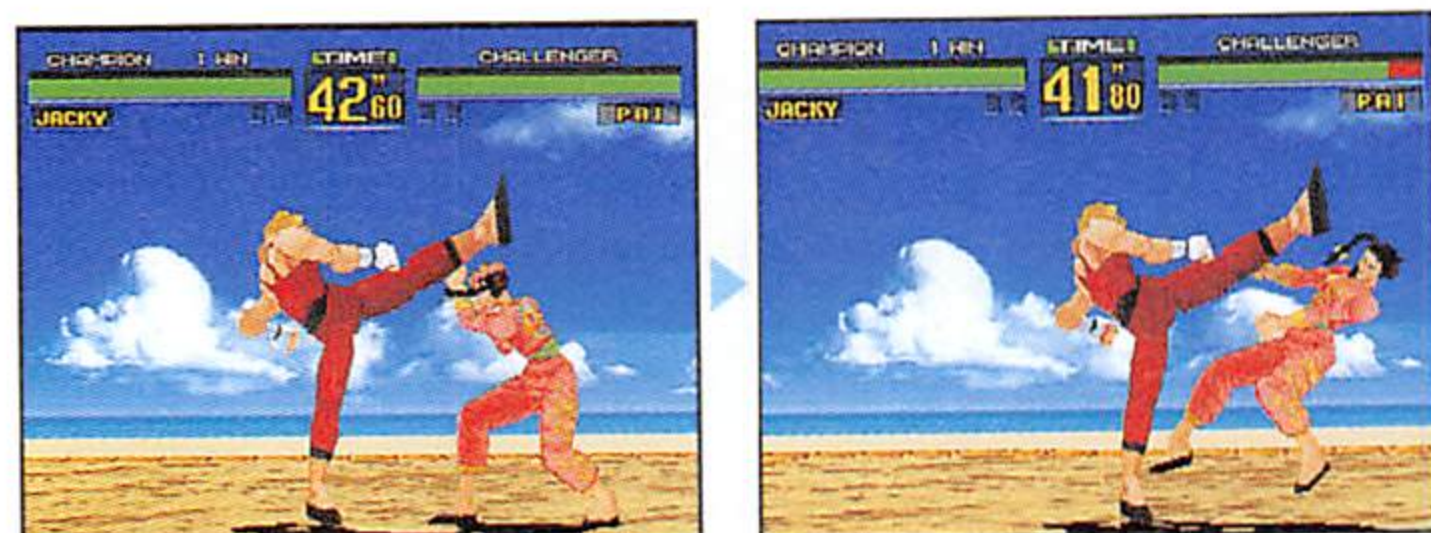 CHAMPION 1 WIN TIME CHALLENGER
42"60
JACKY PAI
CHAMPION 1 WIN TIME CHALLENGER
41"80
JACKY PAI